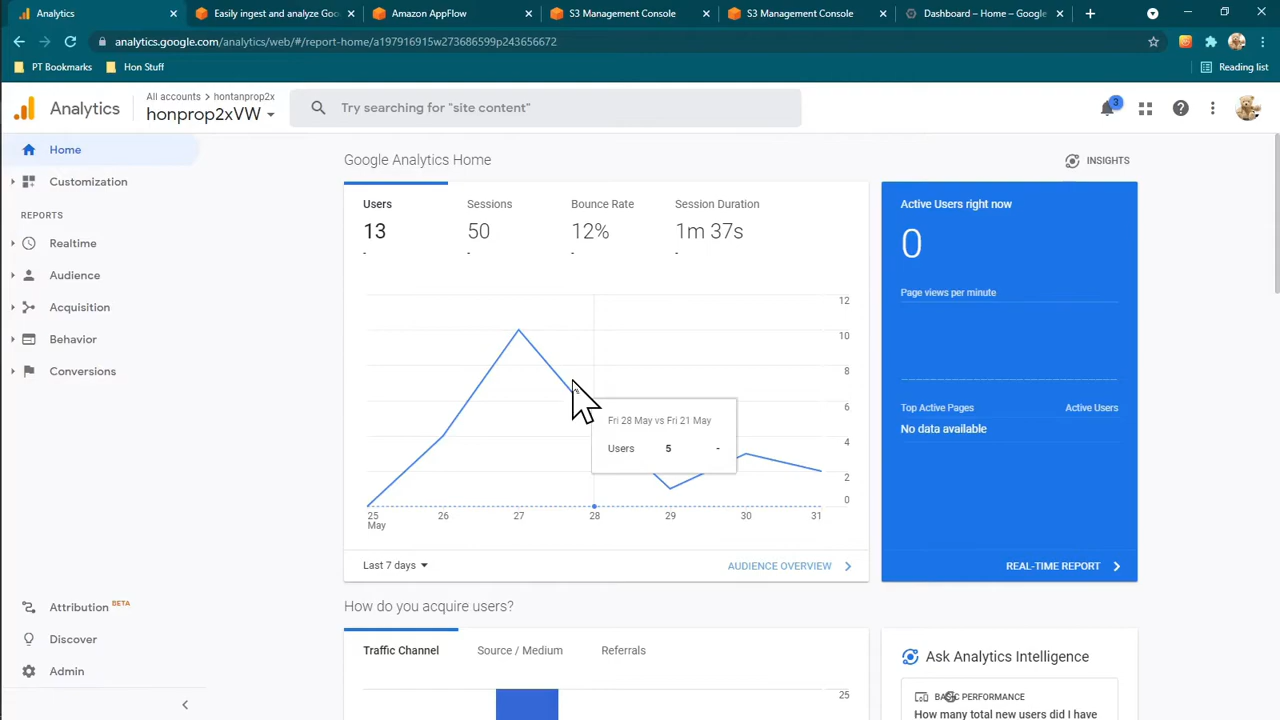 Analytics
Easily ingest and analyze Goo
Amazon AppFlow
S3 Management Console
S3 Management Console
Dashboard – Home – Google
analytics.google.com/analytics/web/#/report-home/a197916915w273686599p243656672
PT Bookmarks
Hon Stuff
Reading list
Analytics
All accounts > hontanprop2x
honprop2xVW
Try searching for "site content"
3
Home
Customization
REPORTS
Realtime
Audience
Acquisition
Behavior
Conversions
Attribution BETA
Discover
Admin
Google Analytics Home
INSIGHTS
Users
Sessions
Bounce Rate
Session Duration
13
50
12%
1m 37s
-
-
-
-
12
10
8
6
4
2
0
Fri 28 May vs Fri 21 May
Users 5 -
25 26 27 28 29 30 31
May
Last 7 days
AUDIENCE OVERVIEW
Active Users right now
0
Page views per minute
Top Active Pages Active Users
No data available
REAL-TIME REPORT
How do you acquire users?
Traffic Channel
Source / Medium
Referrals
25
Ask Analytics Intelligence
BASIC PERFORMANCE
How many total new users did I have